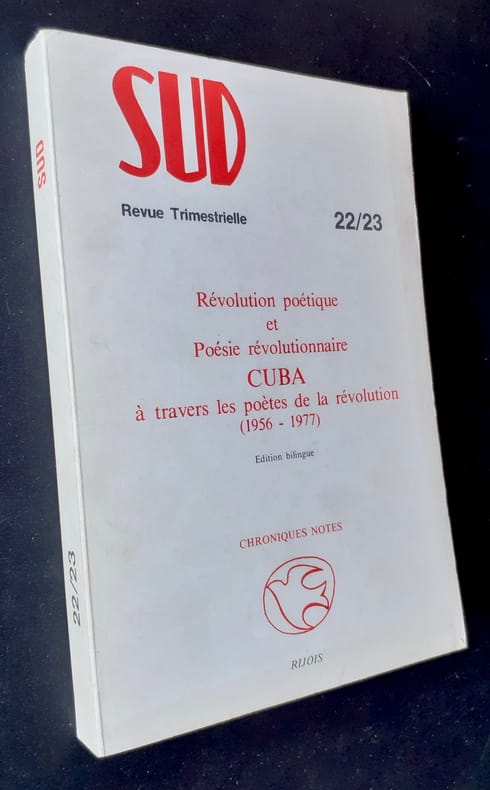 SUD
Revue Trimestrielle
22/23
Révolution poétique
et
Poésie révolutionnaire
CUBA
à travers les poètes de la révolution
(1956 - 1977)
Edition bilingue
CHRONIQUES NOTES
RIJOIS
SUD
22/23